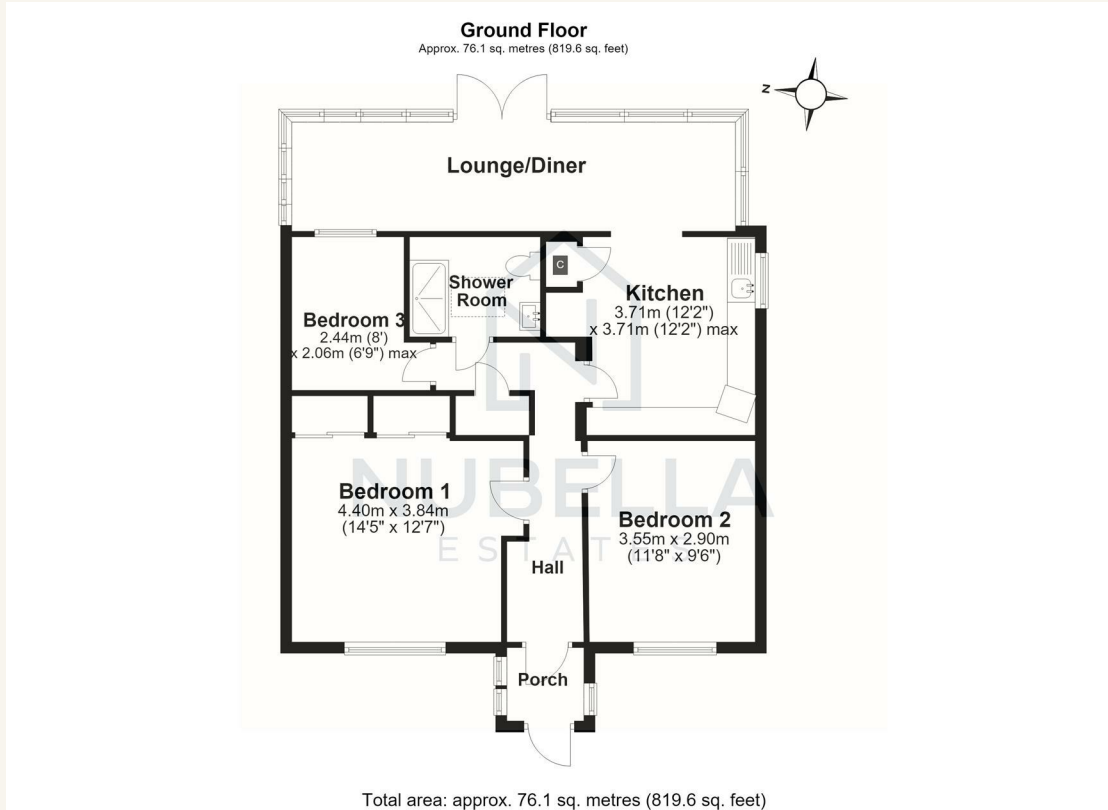 Ground Floor
Approx. 76.1 sq. metres (819.6 sq. feet)
N
Lounge/Diner
C
Shower
Room
Kitchen
3.71m (12'2")
x 3.71m (12'2") max
Bedroom 3
2.44m (8')
x 2.06m (6'9") max
NUBELLA
ESTATES
Bedroom 1
4.40m x 3.84m
(14'5" x 12'7")
Bedroom 2
3.55m x 2.90m
(11'8" x 9'6")
Hall
Porch
Total area: approx. 76.1 sq. metres (819.6 sq. feet)